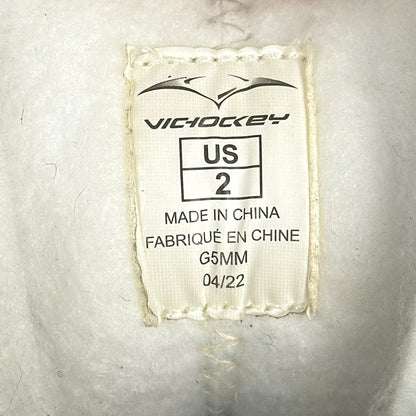 VICHOCKEY
US
2
MADE IN CHINA
FABRIQUÉ EN CHINE
G5MM
04/22